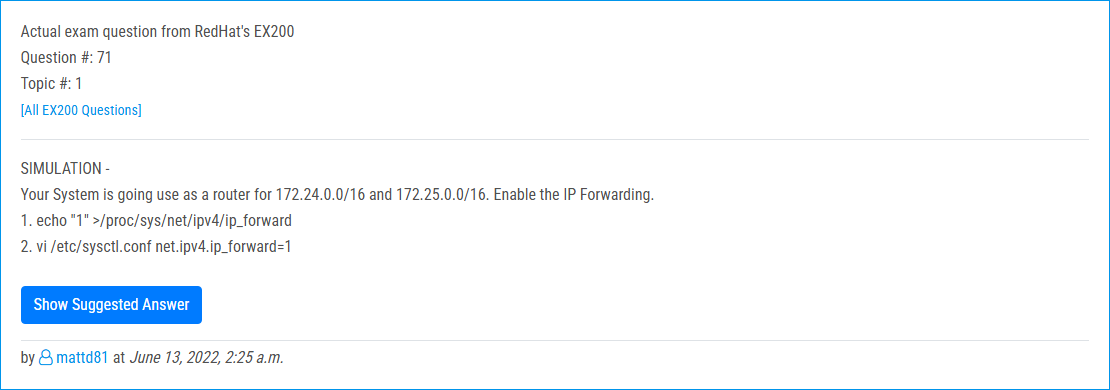 Actual exam question from RedHat's EX200
Question #: 71
Topic #: 1
[All EX200 Questions]
SIMULATION -
Your System is going use as a router for 172.24.0.0/16 and 172.25.0.0/16. Enable the IP Forwarding.
1. echo "1" >/proc/sys/net/ipv4/ip_forward
2. vi /etc/sysctl.conf net.ipv4.ip_forward=1
Show Suggested Answer
by mattd81 at June 13, 2022, 2:25 a.m.